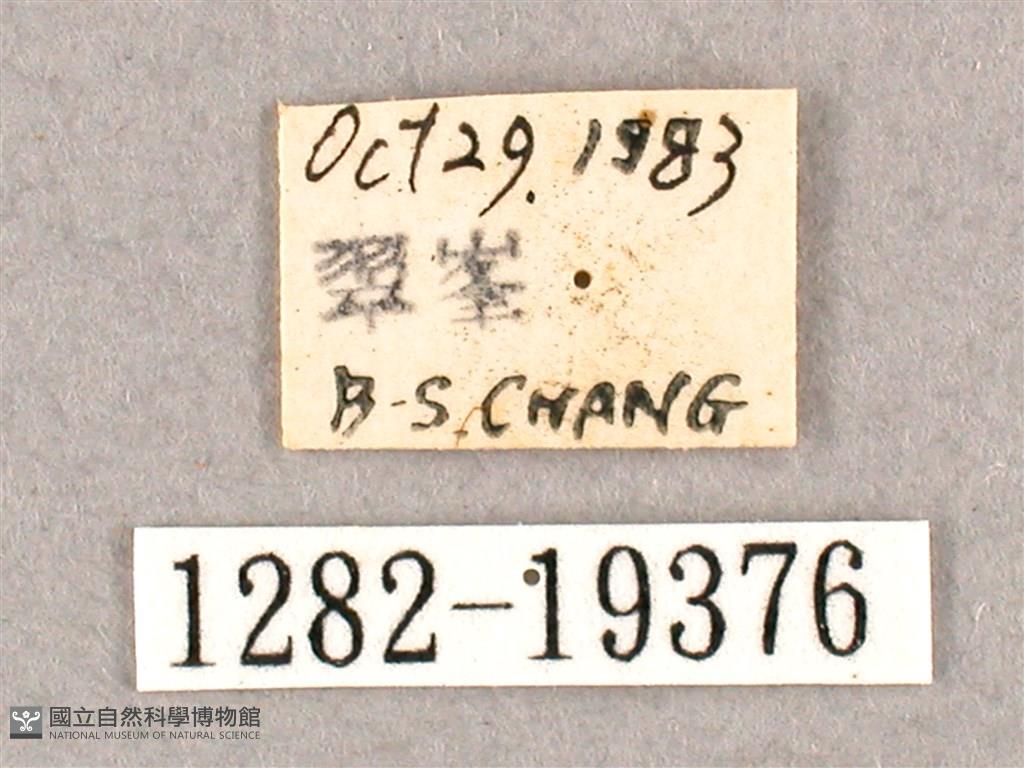 Oct 29. 1983
翠峯
B-S.CHANG
1282-19376
國立自然科學博物館
NATIONAL MUSEUM OF NATURAL SCIENCE